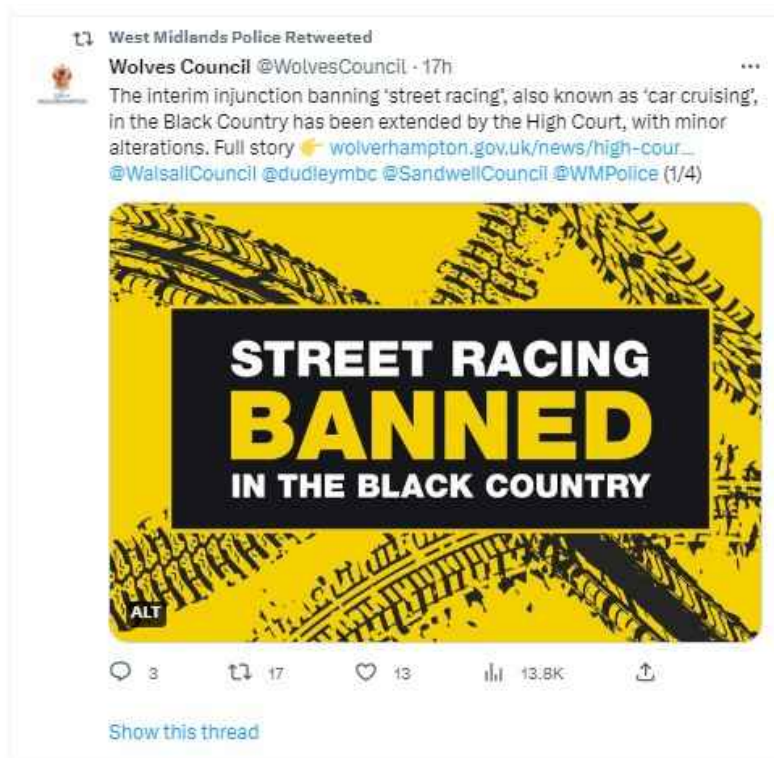 West Midlands Police Retweeted
Wolves Council @WolvesCouncil · 17h
The interim injunction banning 'street racing', also known as 'car cruising',
in the Black Country has been extended by the High Court, with minor
alterations. Full story 👉 wolverhampton.gov.uk/news/high-cour...
@WalsallCouncil @dudleymbc @SandwellCouncil @WMPolice (1/4)
STREET RACING
BANNED
IN THE BLACK COUNTRY
ALT
3 17 13 13.8K
Show this thread